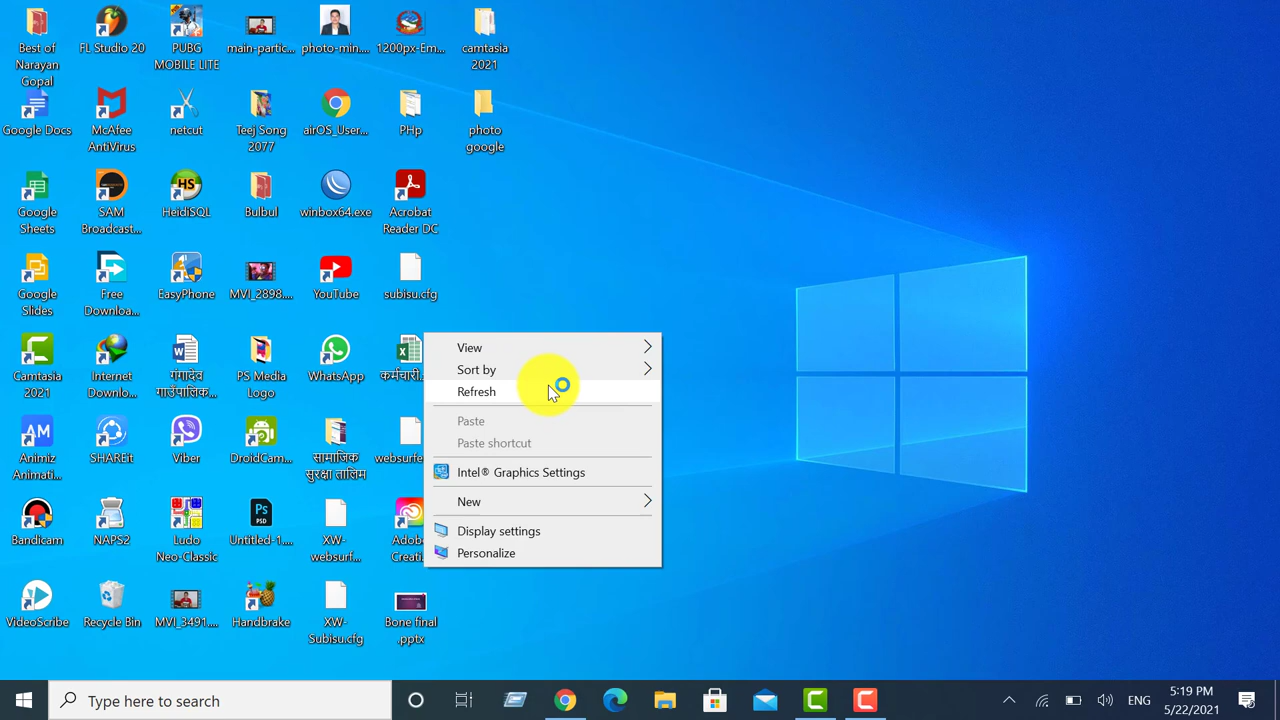 Best of
Narayan
Gopal
FL Studio 20
PUBG
MOBILE LITE
main-partic...
photo-min....
1200px-Em...
camtasia
2021
Google Docs
McAfee
AntiVirus
netcut
Teej Song
2077
airOS_User...
PHp
photo
google
Google
Sheets
SAM
Broadcast...
HeidiSQL
Bulbul
winbox64.exe
Acrobat
Reader DC
Google
Slides
Free
Downloa...
EasyPhone
MVI_2898....
YouTube
subisu.cfg
Camtasia
2021
Internet
Downlo...
गंगादेव
गाउँपालिक...
PS Media
Logo
WhatsApp
कर्मचारी..
Animiz
Animati...
SHAREit
Viber
DroidCam...
सामाजिक
सुरक्षा तालिम
websurfe
Bandicam
NAPS2
Ludo
Neo-Classic
Untitled-1....
XW-
websurf...
Adob
Creati
VideoScribe
Recycle Bin
MVI_3491....
Handbrake
XW-
Subisu.cfg
Bone final
.pptx
View
Sort by
Refresh
Paste
Paste shortcut
Intel® Graphics Settings
New
Display settings
Personalize
Type here to search
ENG
5:19 PM
5/22/2021